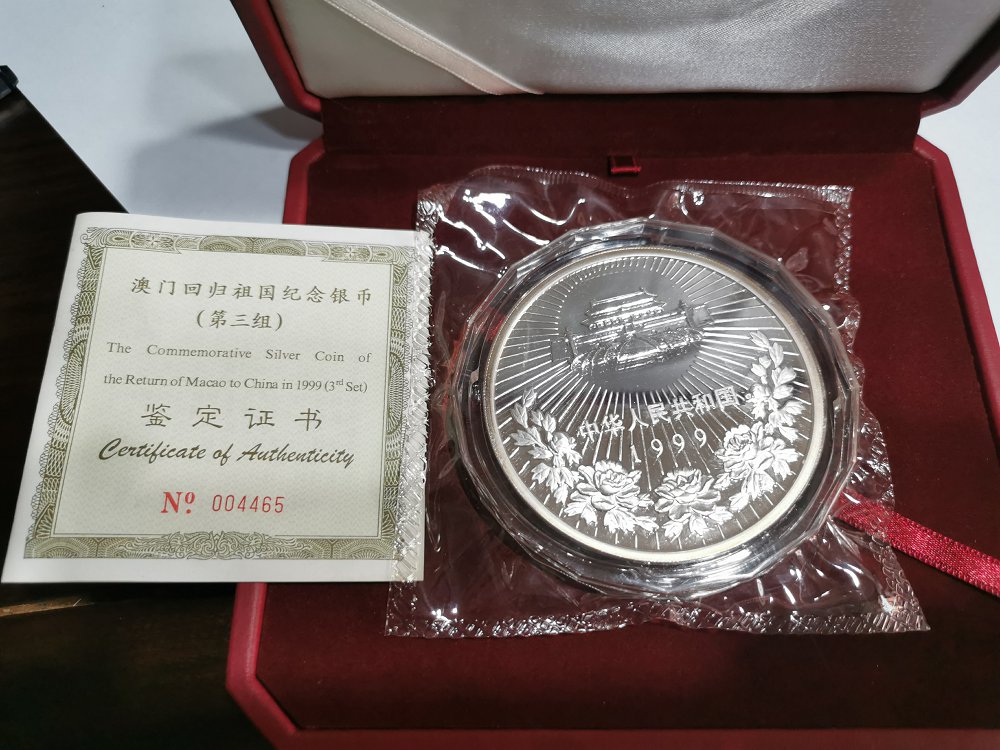 澳门回归祖国纪念银币
(第三组)
The Commemorative Silver Coin of
the Return of Macao to China in 1999 (3rd Set)
鉴定证书
Certificate of Authenticity
Nº 004465
中华人民共和国
1999